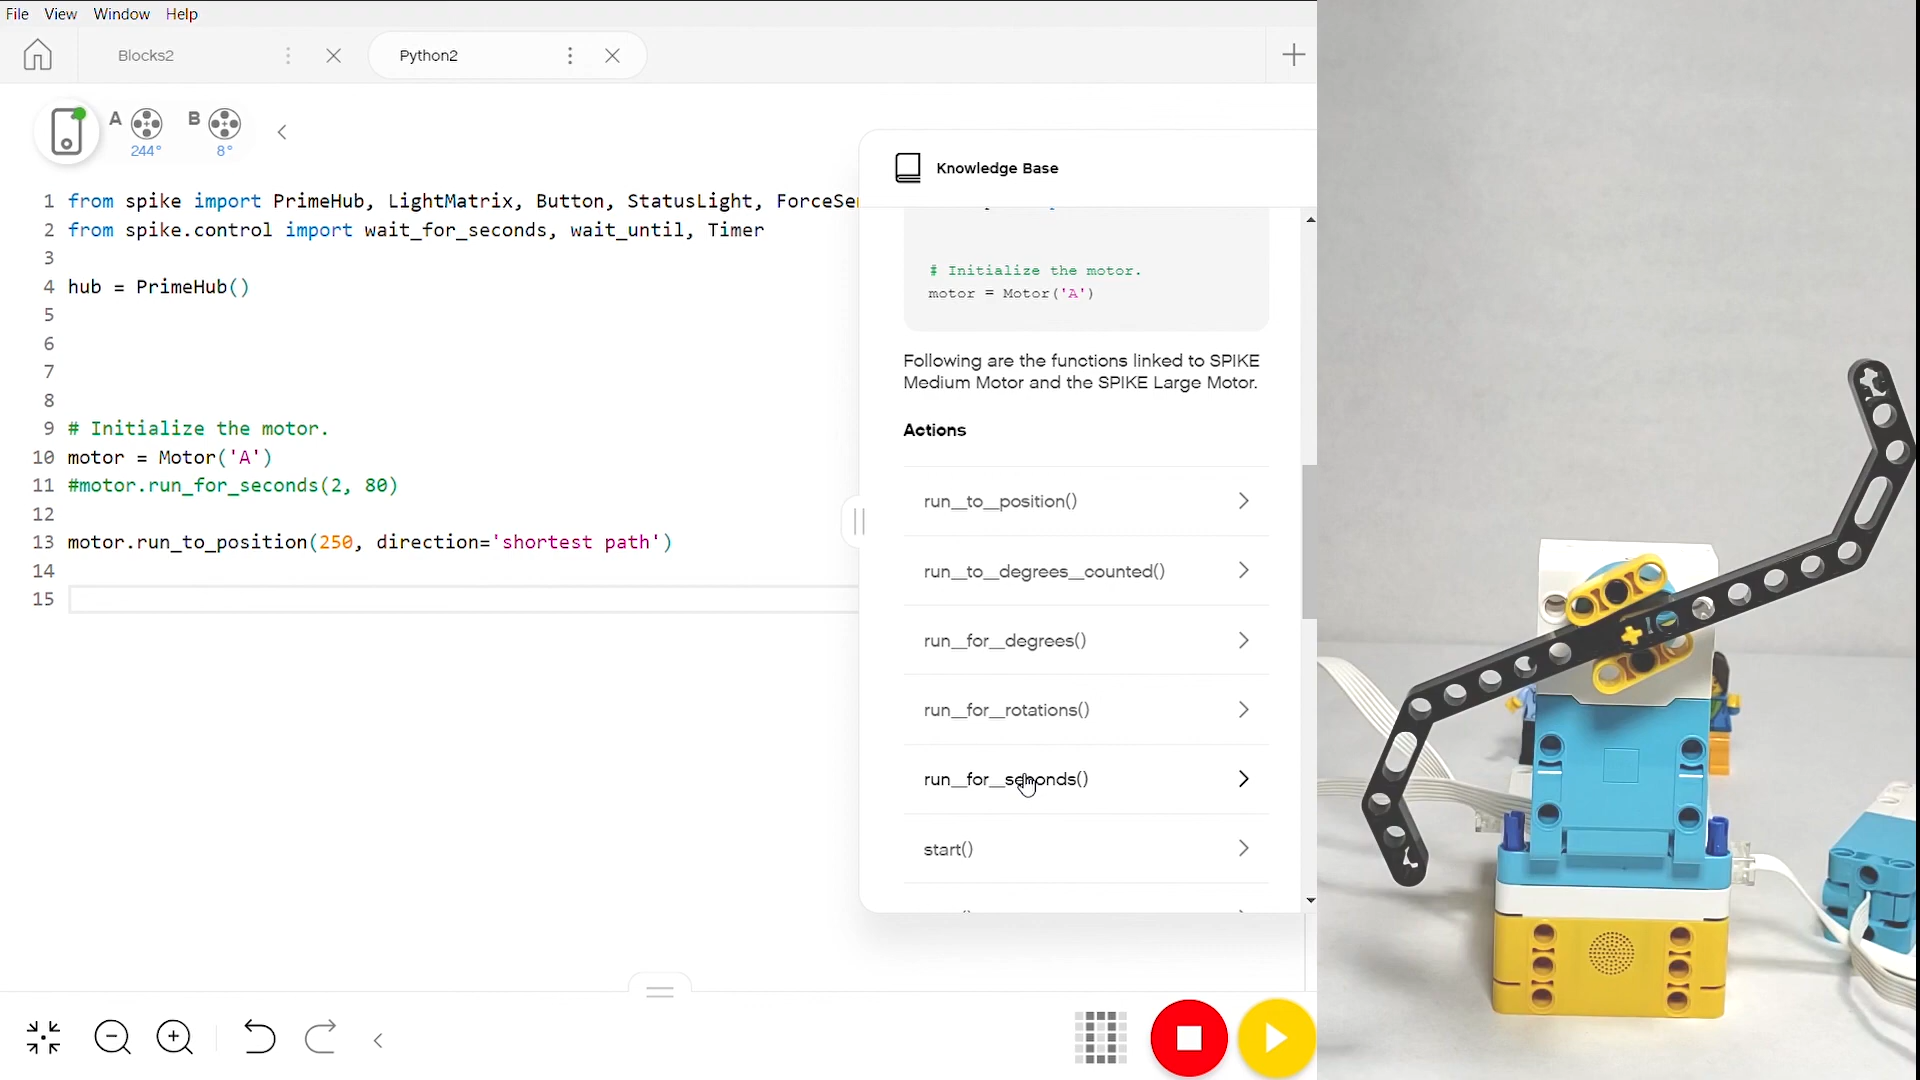 File View Window Help
Blocks2
Python2
A
244°
B
8°
1 from spike import PrimeHub, LightMatrix, Button, StatusLight, ForceSe
2 from spike.control import wait_for_seconds, wait_until, Timer
3
4 hub = PrimeHub()
5
6
7
8
9 # Initialize the motor.
10 motor = Motor('A')
11 #motor.run_for_seconds(2, 80)
12
13 motor.run_to_position(250, direction='shortest path')
14
15
Knowledge Base
# Initialize the motor.
motor = Motor('A')
Following are the functions linked to SPIKE
Medium Motor and the SPIKE Large Motor.
Actions
run_to_position()
run_to_degrees_counted()
run_for_degrees()
run_for_rotations()
run_for_seconds()
start()